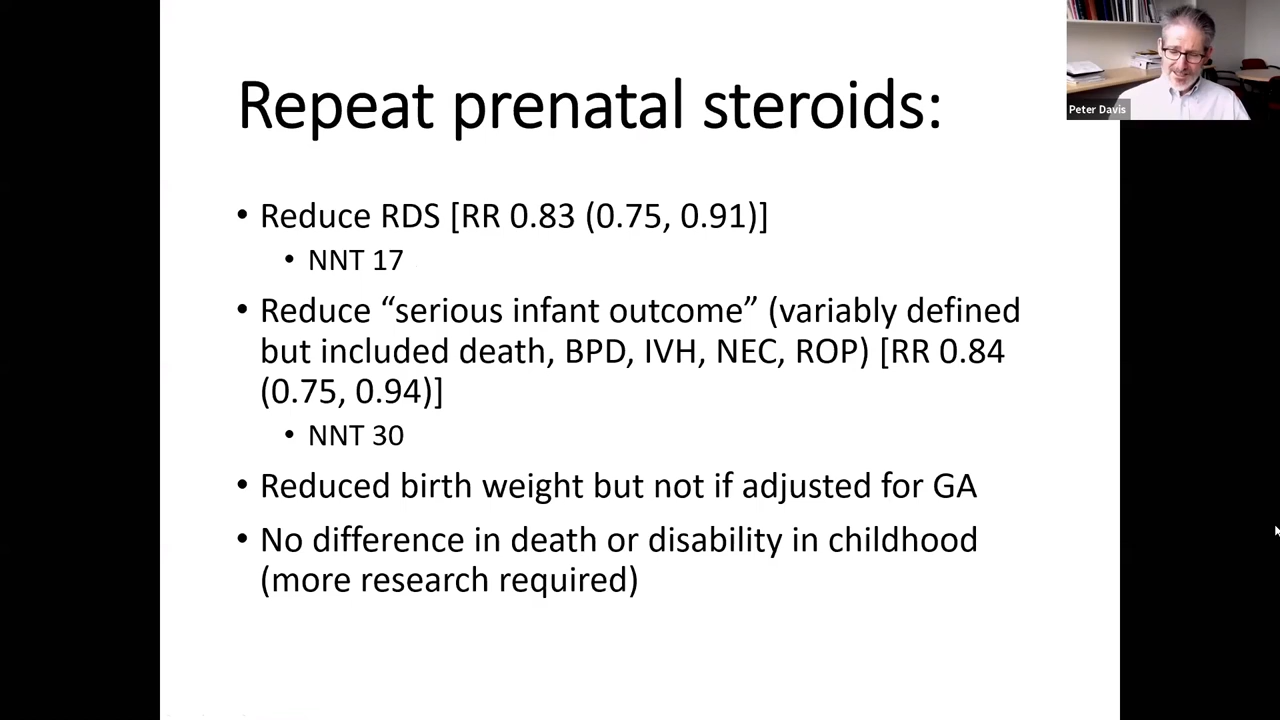 Repeat prenatal steroids:
Peter Davis
• Reduce RDS [RR 0.83 (0.75, 0.91)]
• NNT 17
• Reduce “serious infant outcome” (variably defined
but included death, BPD, IVH, NEC, ROP) [RR 0.84
(0.75, 0.94)]
• NNT 30
• Reduced birth weight but not if adjusted for GA
• No difference in death or disability in childhood
(more research required)